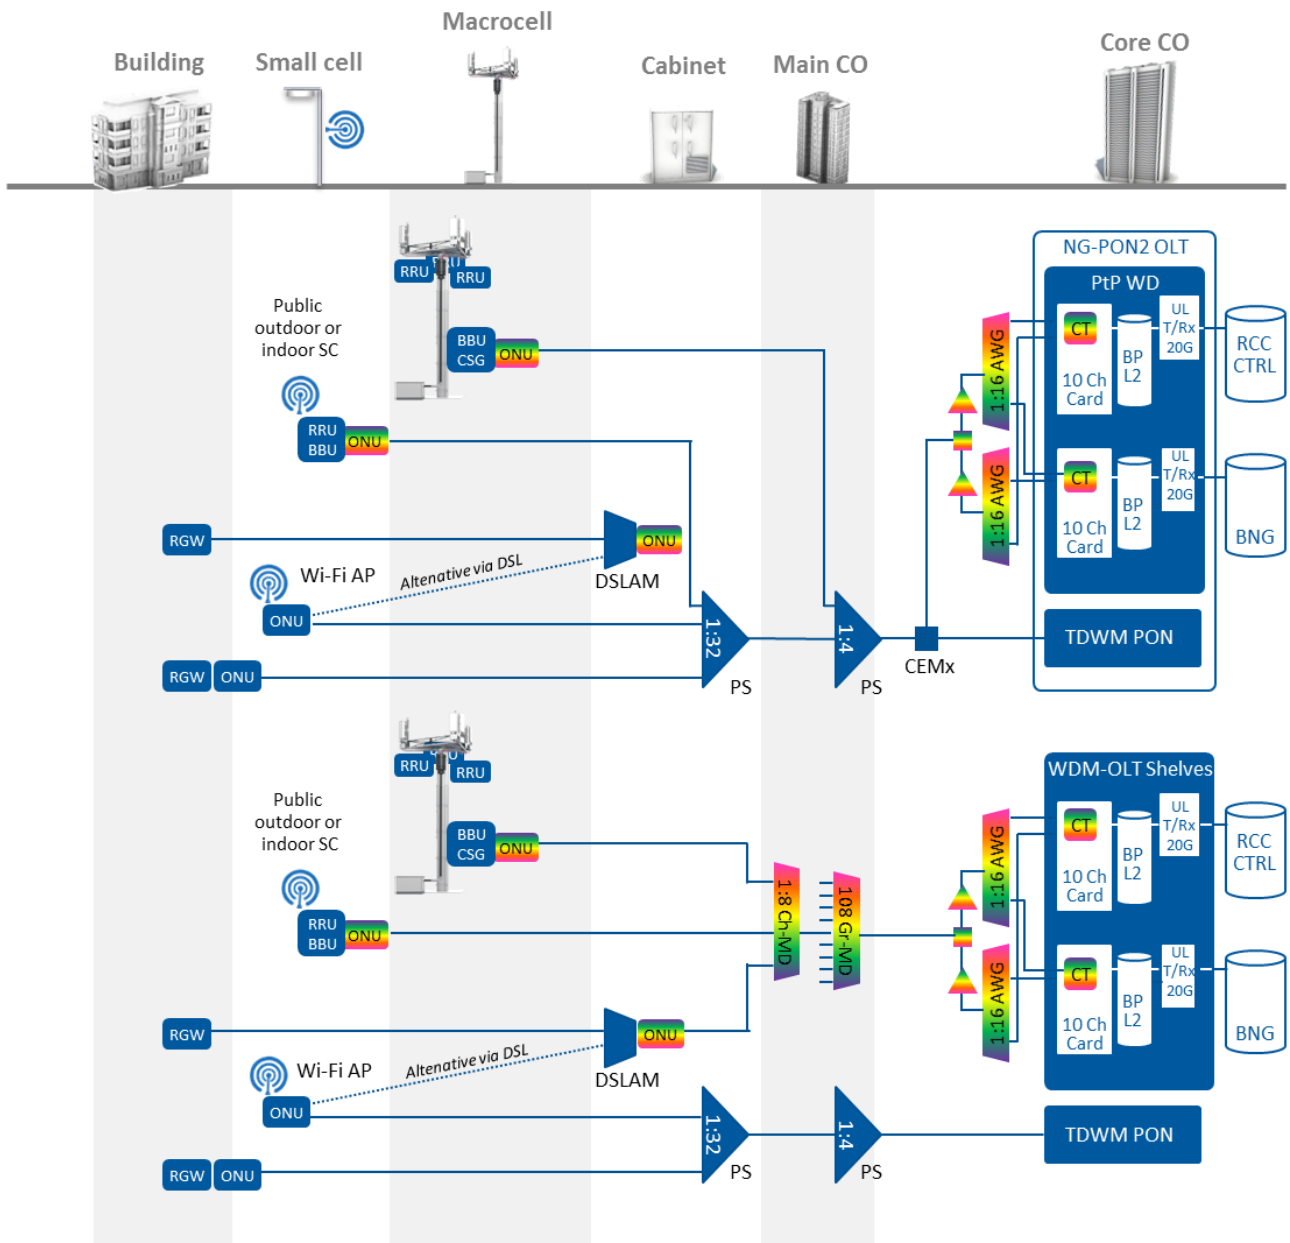 Building
Small cell
Macrocell
Cabinet
Main CO
Core CO
NG-PON2 OLT
PtP WD
RRU
RRU
RRU
Public
outdoor or
indoor SC
BBU
CSG
ONU
RRU
BBU
ONU
1:16 AWG
CT
10 Ch
Card
BP
L2
UL
T/Rx
20G
RCC
CTRL
1:16 AWG
CT
10 Ch
Card
BP
L2
UL
T/Rx
20G
BNG
RGW
ONU
DSLAM
Wi-Fi AP
Altenative via DSL
ONU
1:32
PS
1:4
PS
CEMx
TDWM PON
RGW
ONU
RRU
RRU
WDM-OLT Shelves
Public
outdoor or
indoor SC
BBU
CSG
ONU
RRU
BBU
ONU
1:8 Ch-MD
108 Gr-MD
1:16 AWG
CT
10 Ch
Card
BP
L2
UL
T/Rx
20G
RCC
CTRL
1:16 AWG
CT
10 Ch
Card
BP
L2
UL
T/Rx
20G
BNG
RGW
ONU
DSLAM
Wi-Fi AP
Altenative via DSL
ONU
1:32
PS
1:4
PS
TDWM PON
RGW
ONU